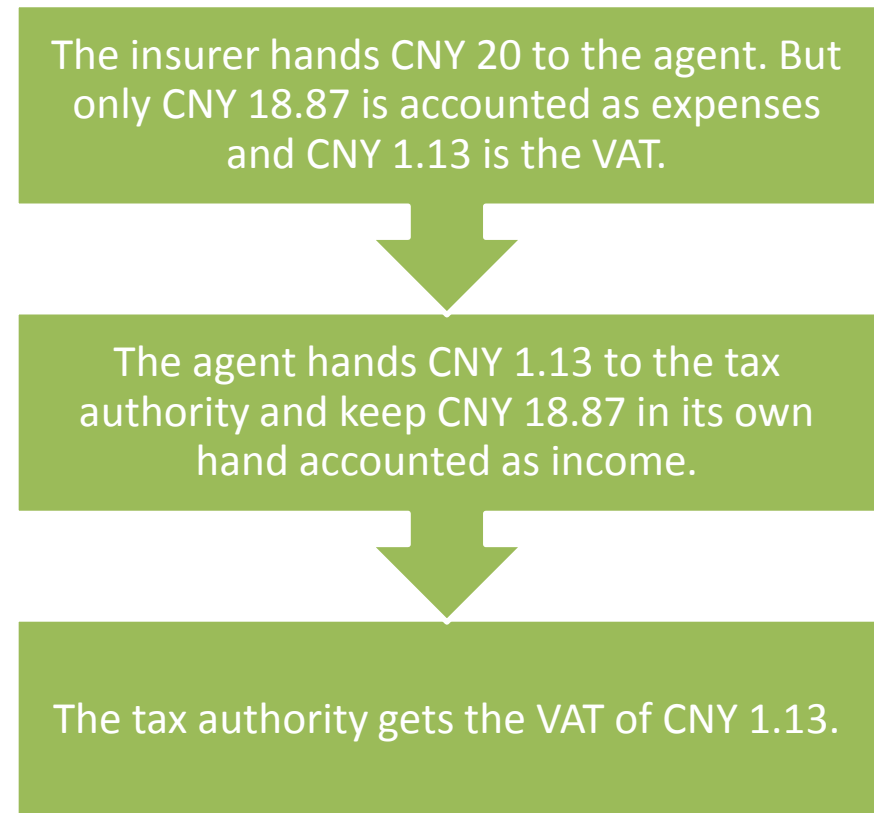 The insurer hands CNY 20 to the agent. But
only CNY 18.87 is accounted as expenses
and CNY 1.13 is the VAT.
The agent hands CNY 1.13 to the tax
authority and keep CNY 18.87 in its own
hand accounted as income.
The tax authority gets the VAT of CNY 1.13.